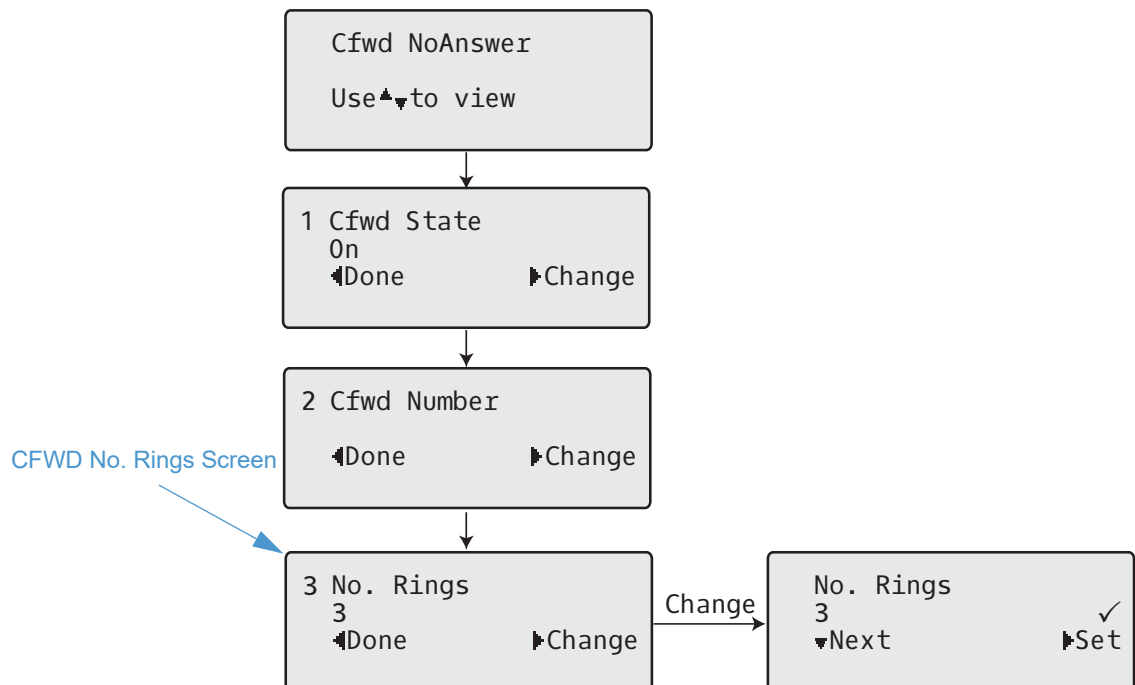 Cfwd NoAnswer
Use▲▼to view
1 Cfwd State
On
◀Done ▶Change
2 Cfwd Number
◀Done ▶Change
CFWD No. Rings Screen
3 No. Rings
3
◀Done ▶Change
Change
No. Rings
3 ✓
▼Next ▶Set